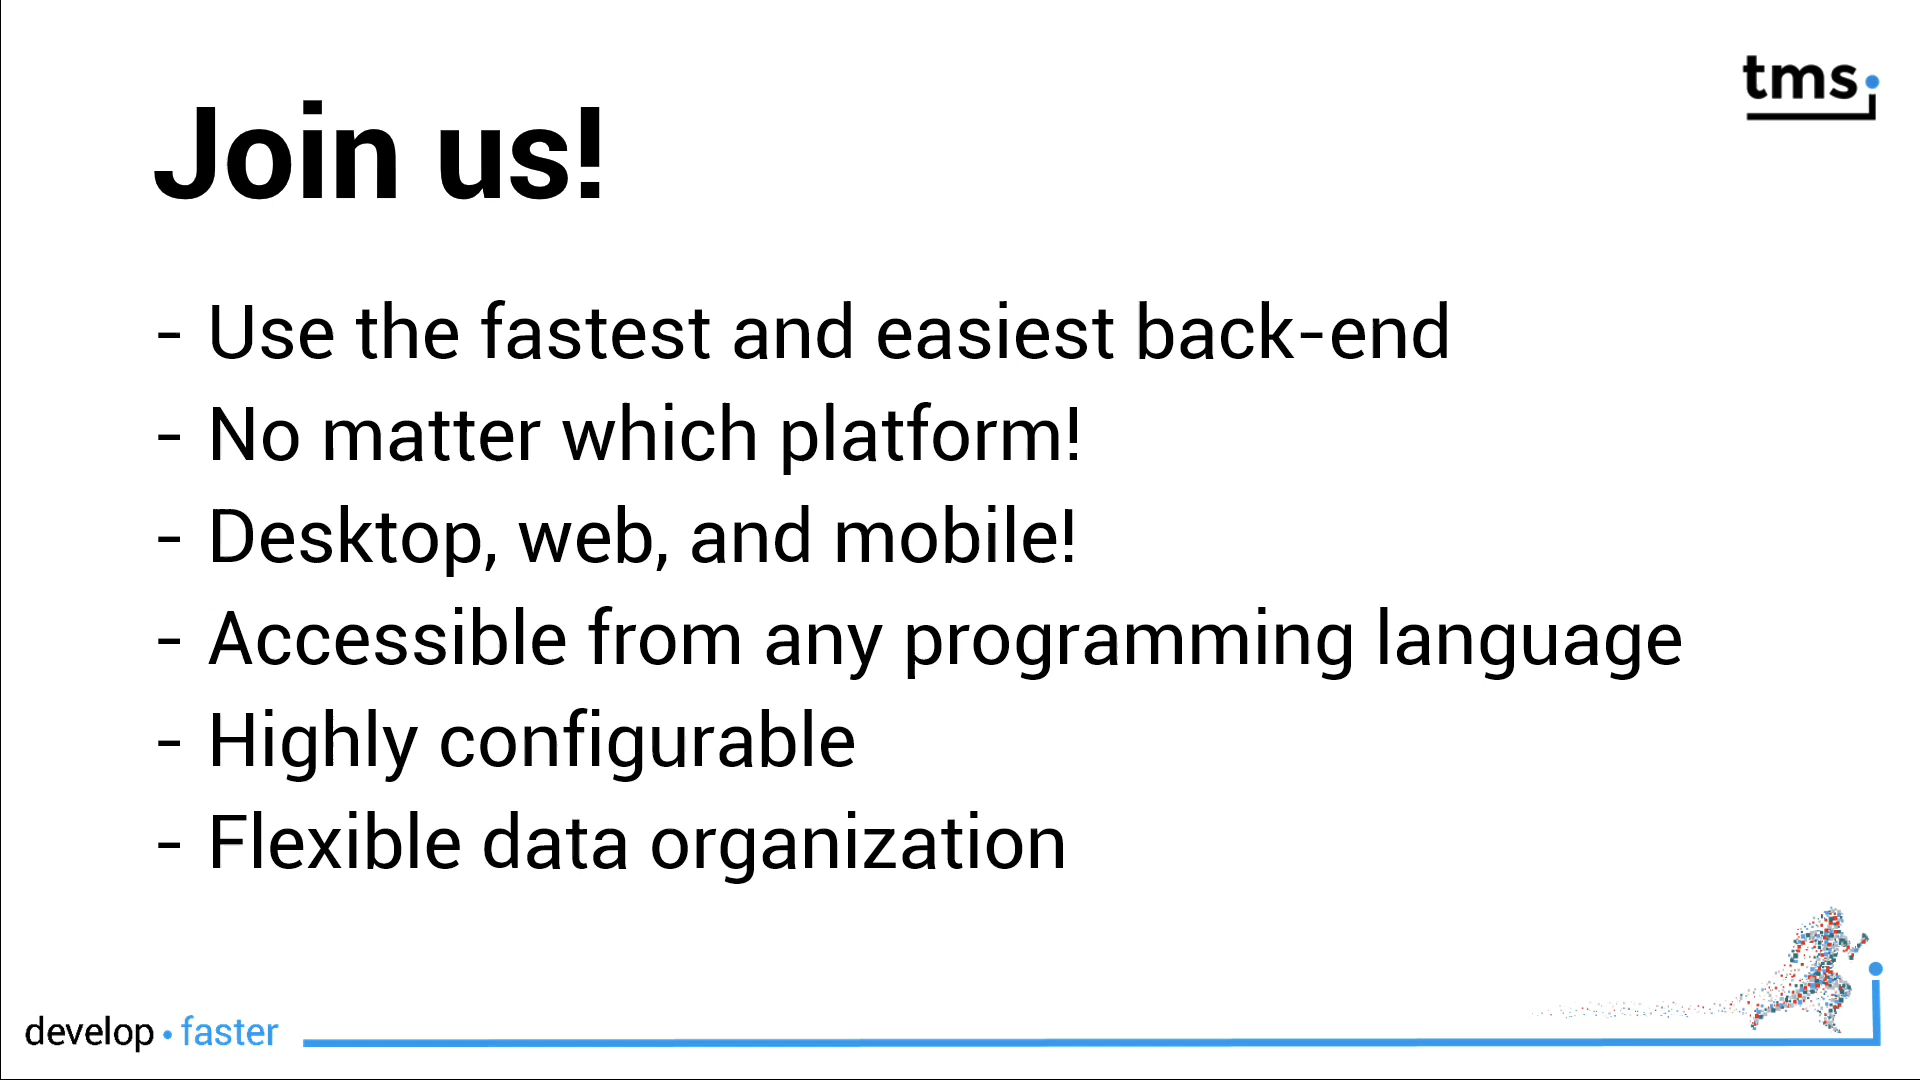 tms
Join us!
- Use the fastest and easiest back-end
- No matter which platform!
- Desktop, web, and mobile!
- Accessible from any programming language
- Highly configurable
- Flexible data organization
develop • faster